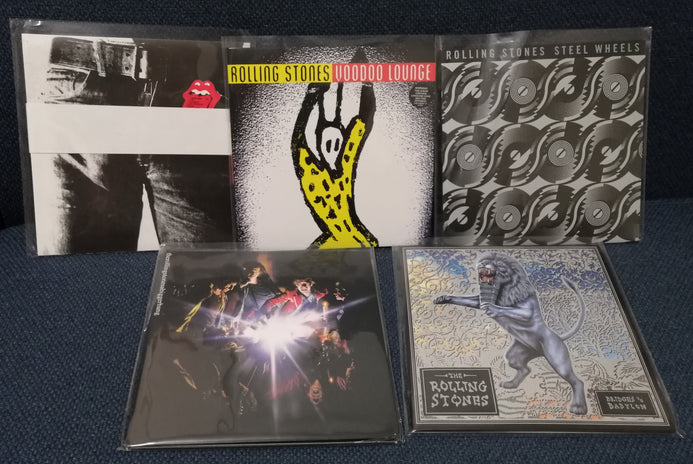 ROLLING STONES VOODOO LOUNGE
ROLLING STONES STEEL WHEELS
THE
ROLLING
STONES
BRIDGES TO
BABYLON